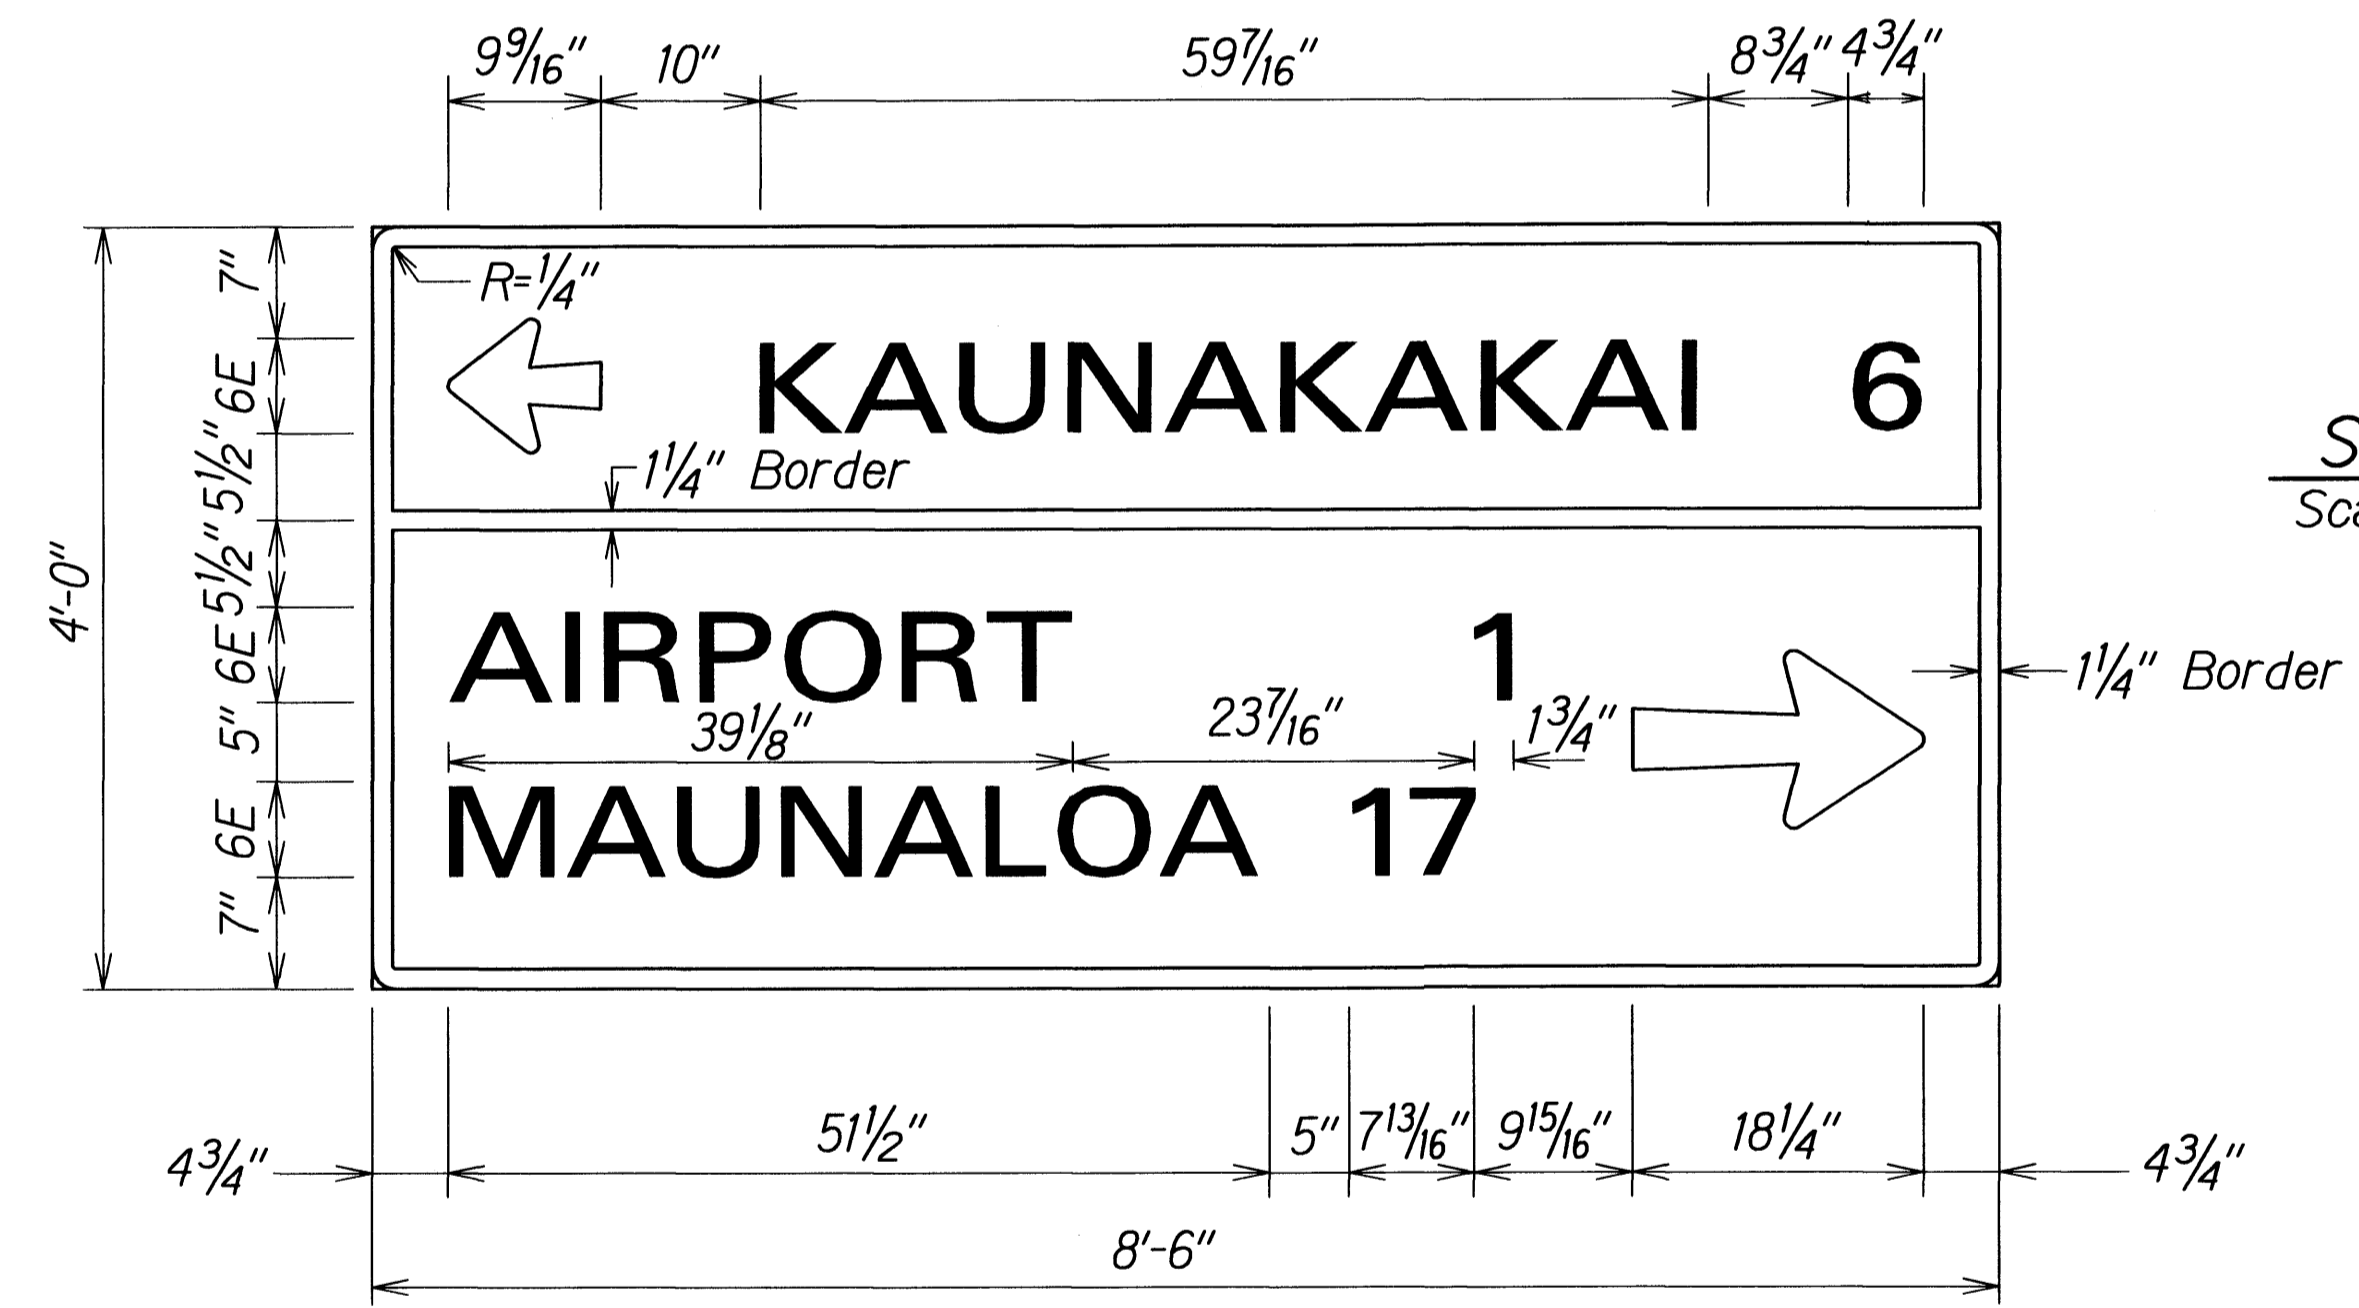 9 9/16" 10" 59 7/16" 8 3/4" 4 3/4"
R=1/4"
KAUNAKAKAI 6
1 1/4" Border
AIRPORT 1
39 1/8" 23 7/16" 1 3/4"
MAUNALOA 17
1 1/4" Border
4'-0"
7" 6E 5 1/2" 5 1/2" 6E 5" 6E 7"
4 3/4" 51 1/2" 5" 7 13/16" 9 15/16" 18 1/4" 4 3/4"
8'-6"